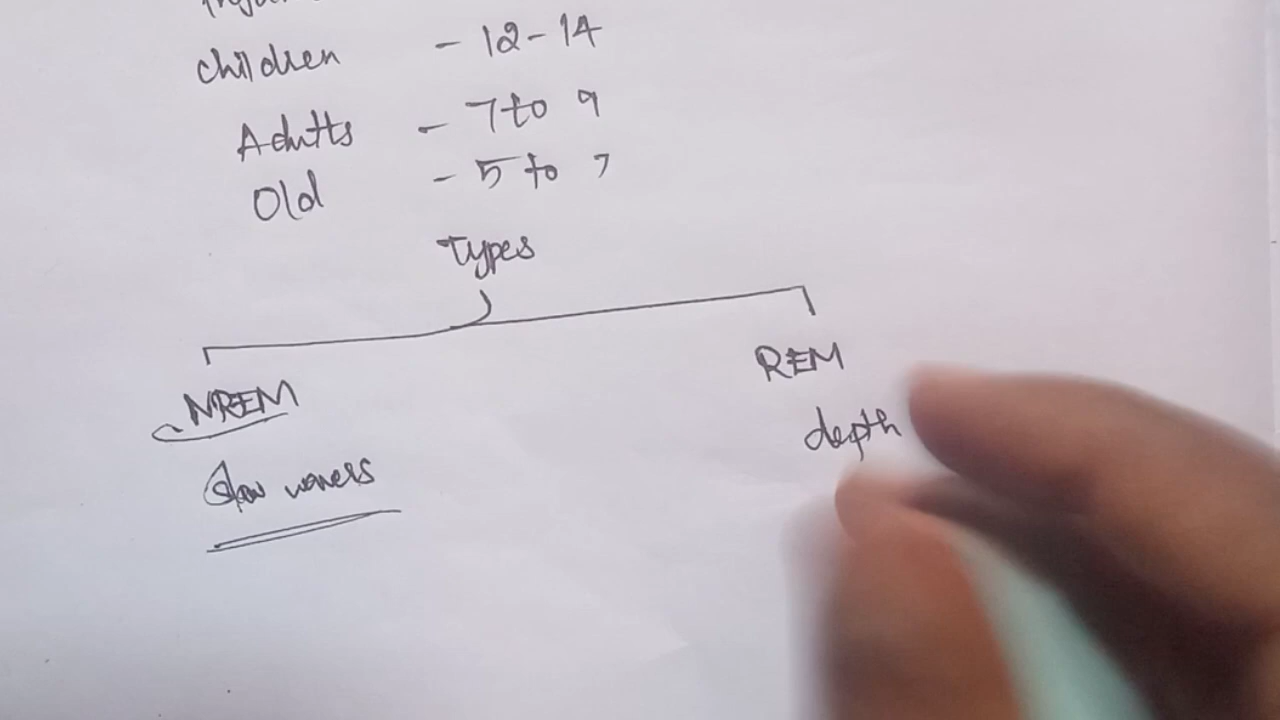 children - 12-14
Adults - 7 to 9
Old - 5 to 7
Types
NREM REM
slow waves depth